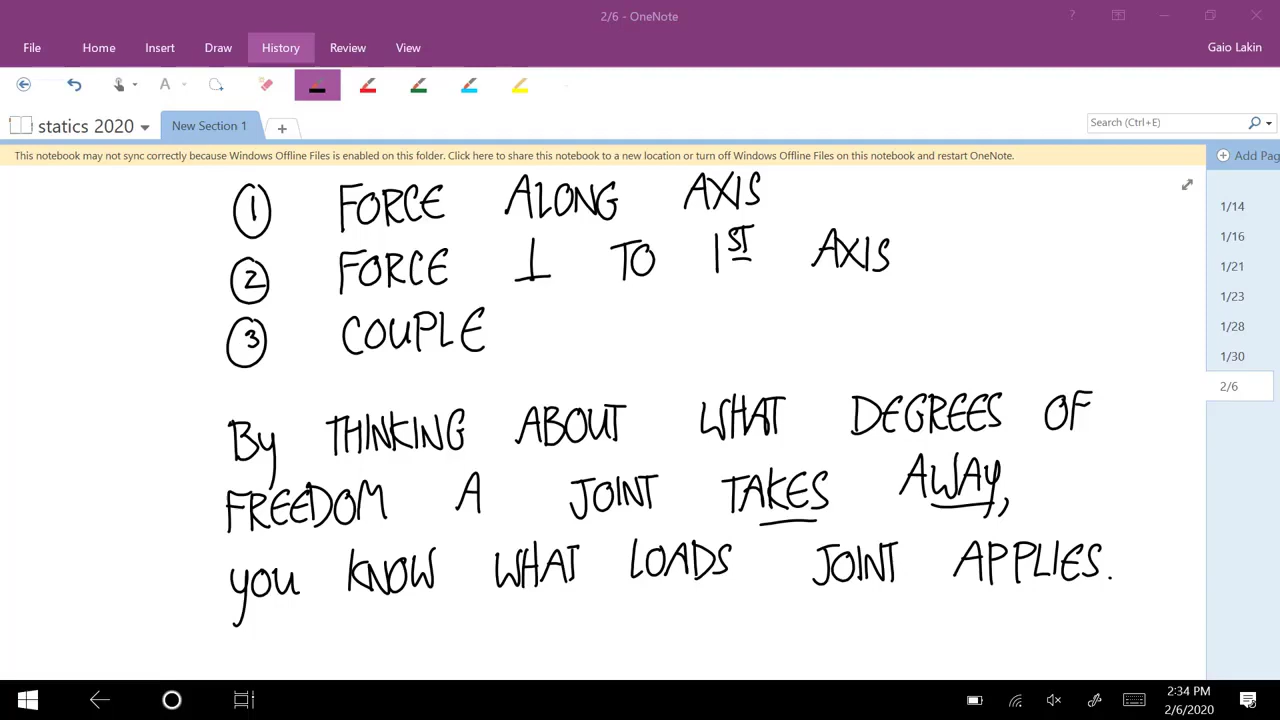 2/6 - OneNote
File Home Insert Draw History Review View Gaio Lakin
statics 2020 New Section 1 Search (Ctrl+E)
This notebook may not sync correctly because Windows Offline Files is enabled on this folder. Click here to share this notebook to a new location or turn off Windows Offline Files on this notebook and restart OneNote.
Add Pag
1/14
1/16
1/21
1/23
1/28
1/30
2/6
1 FORCE ALONG AXIS
2 FORCE ⊥ TO 1ST AXIS
3 COUPLE
By THINKING ABOUT WHAT DEGREES OF
FREEDOM A JOINT TAKES AWAY,
you KNOW WHAT LOADS JOINT APPLIES.
2:34 PM
2/6/2020